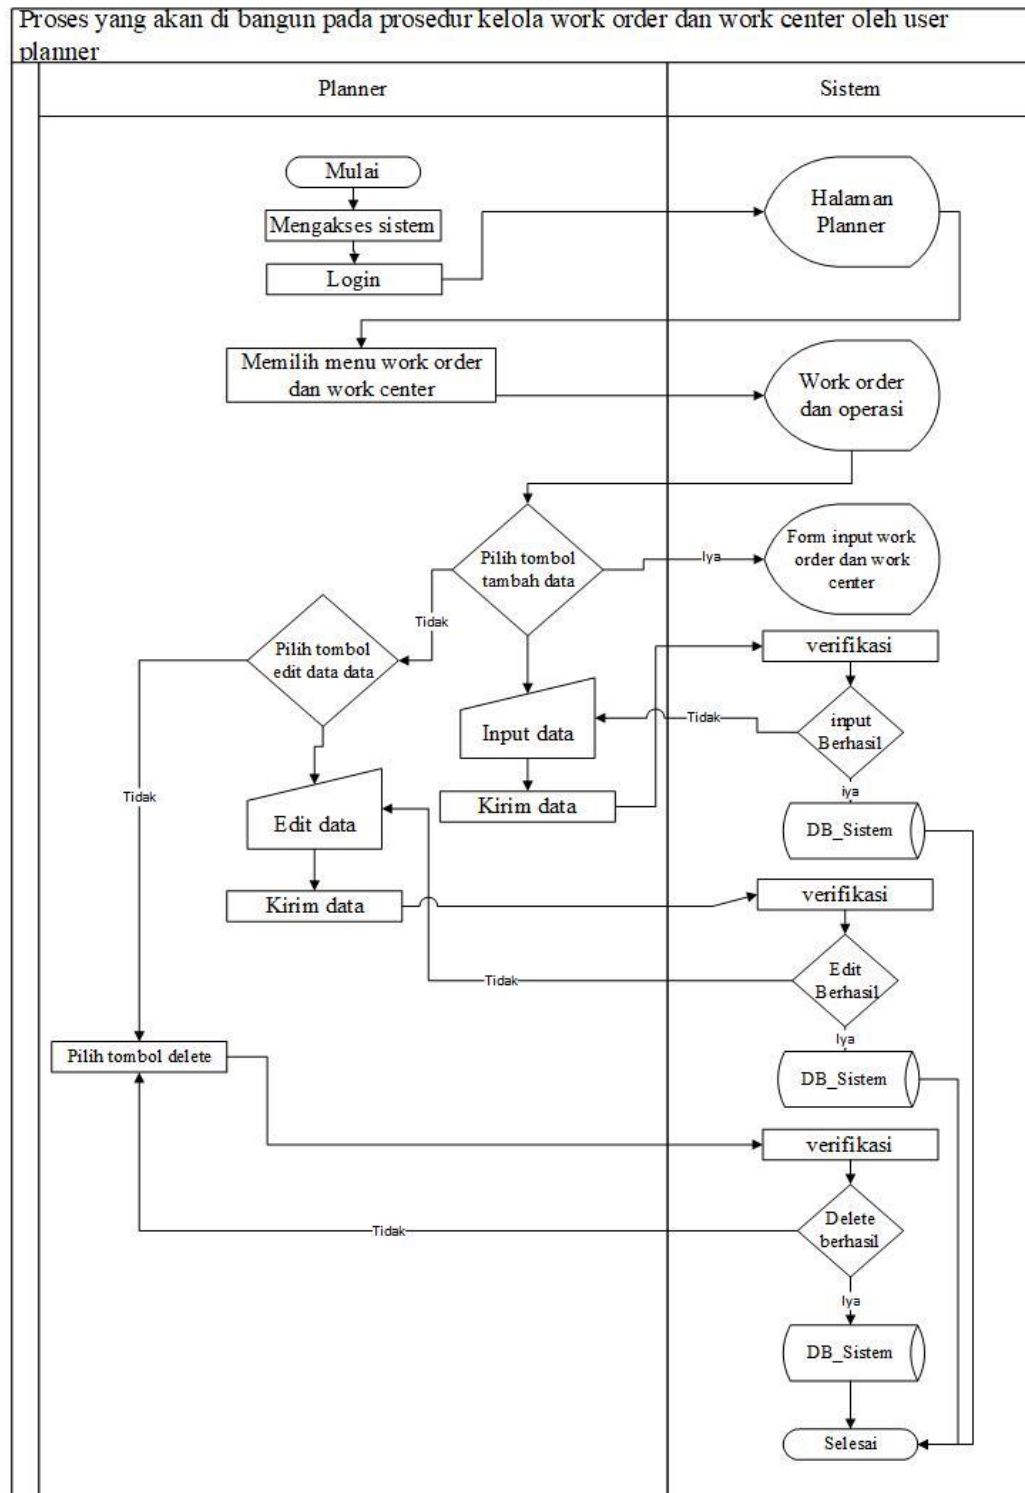 Proses yang akan di bangun pada prosedur kelola work order dan work center oleh user
planner
Planner
Sistem
Mulai
Mengakses sistem
Login
Halaman
Planner
Memilih menu work order
dan work center
Work order
dan operasi
Pilih tombol
tambah data
Iya
Form input work
order dan work
center
Tidak
Pilih tombol
edit data data
verifikasi
Input data
Tidak
input
Berhasil
Tidak
Edit data
Kirim data
iya
DB_Sistem
Kirim data
verifikasi
Tidak
Edit
Berhasil
Iya
Pilih tombol delete
DB_Sistem
verifikasi
Tidak
Delete
berhasil
Iya
DB_Sistem
Selesai